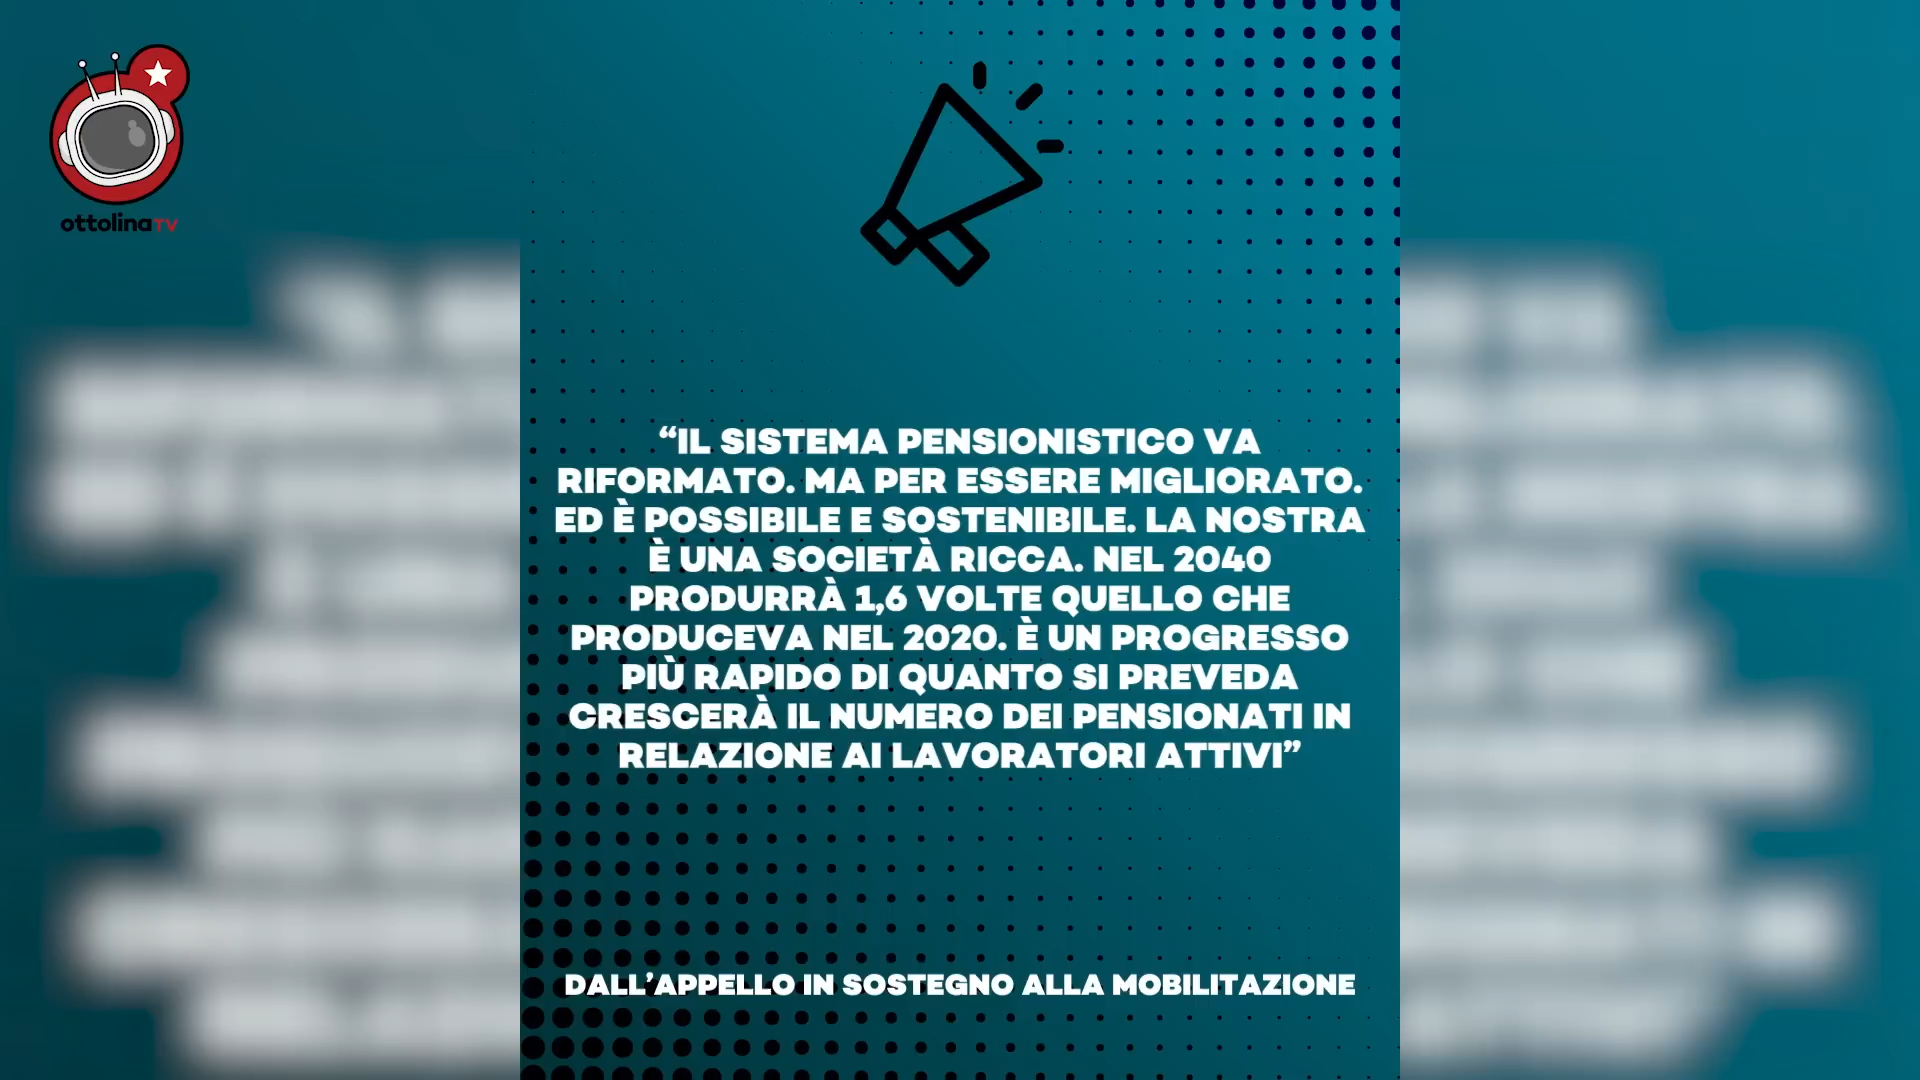 ottolinaTV
“IL SISTEMA PENSIONISTICO VA
RIFORMATO. MA PER ESSERE MIGLIORATO.
ED È POSSIBILE E SOSTENIBILE. LA NOSTRA
È UNA SOCIETÀ RICCA. NEL 2040
PRODURRÀ 1,6 VOLTE QUELLO CHE
PRODUCEVA NEL 2020. È UN PROGRESSO
PIÙ RAPIDO DI QUANTO SI PREVEDA
CRESCERÀ IL NUMERO DEI PENSIONATI IN
RELAZIONE AI LAVORATORI ATTIVI”
DALL’APPELLO IN SOSTEGNO ALLA MOBILITAZIONE